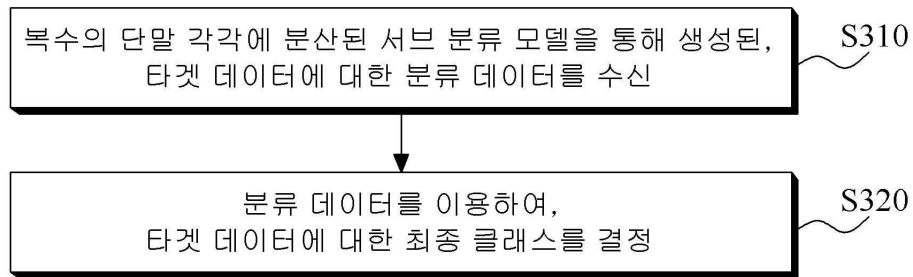 복수의 단말 각각에 분산된 서브 분류 모델을 통해 생성된,
타겟 데이터에 대한 분류 데이터를 수신
S310
분류 데이터를 이용하여,
타겟 데이터에 대한 최종 클래스를 결정
S320